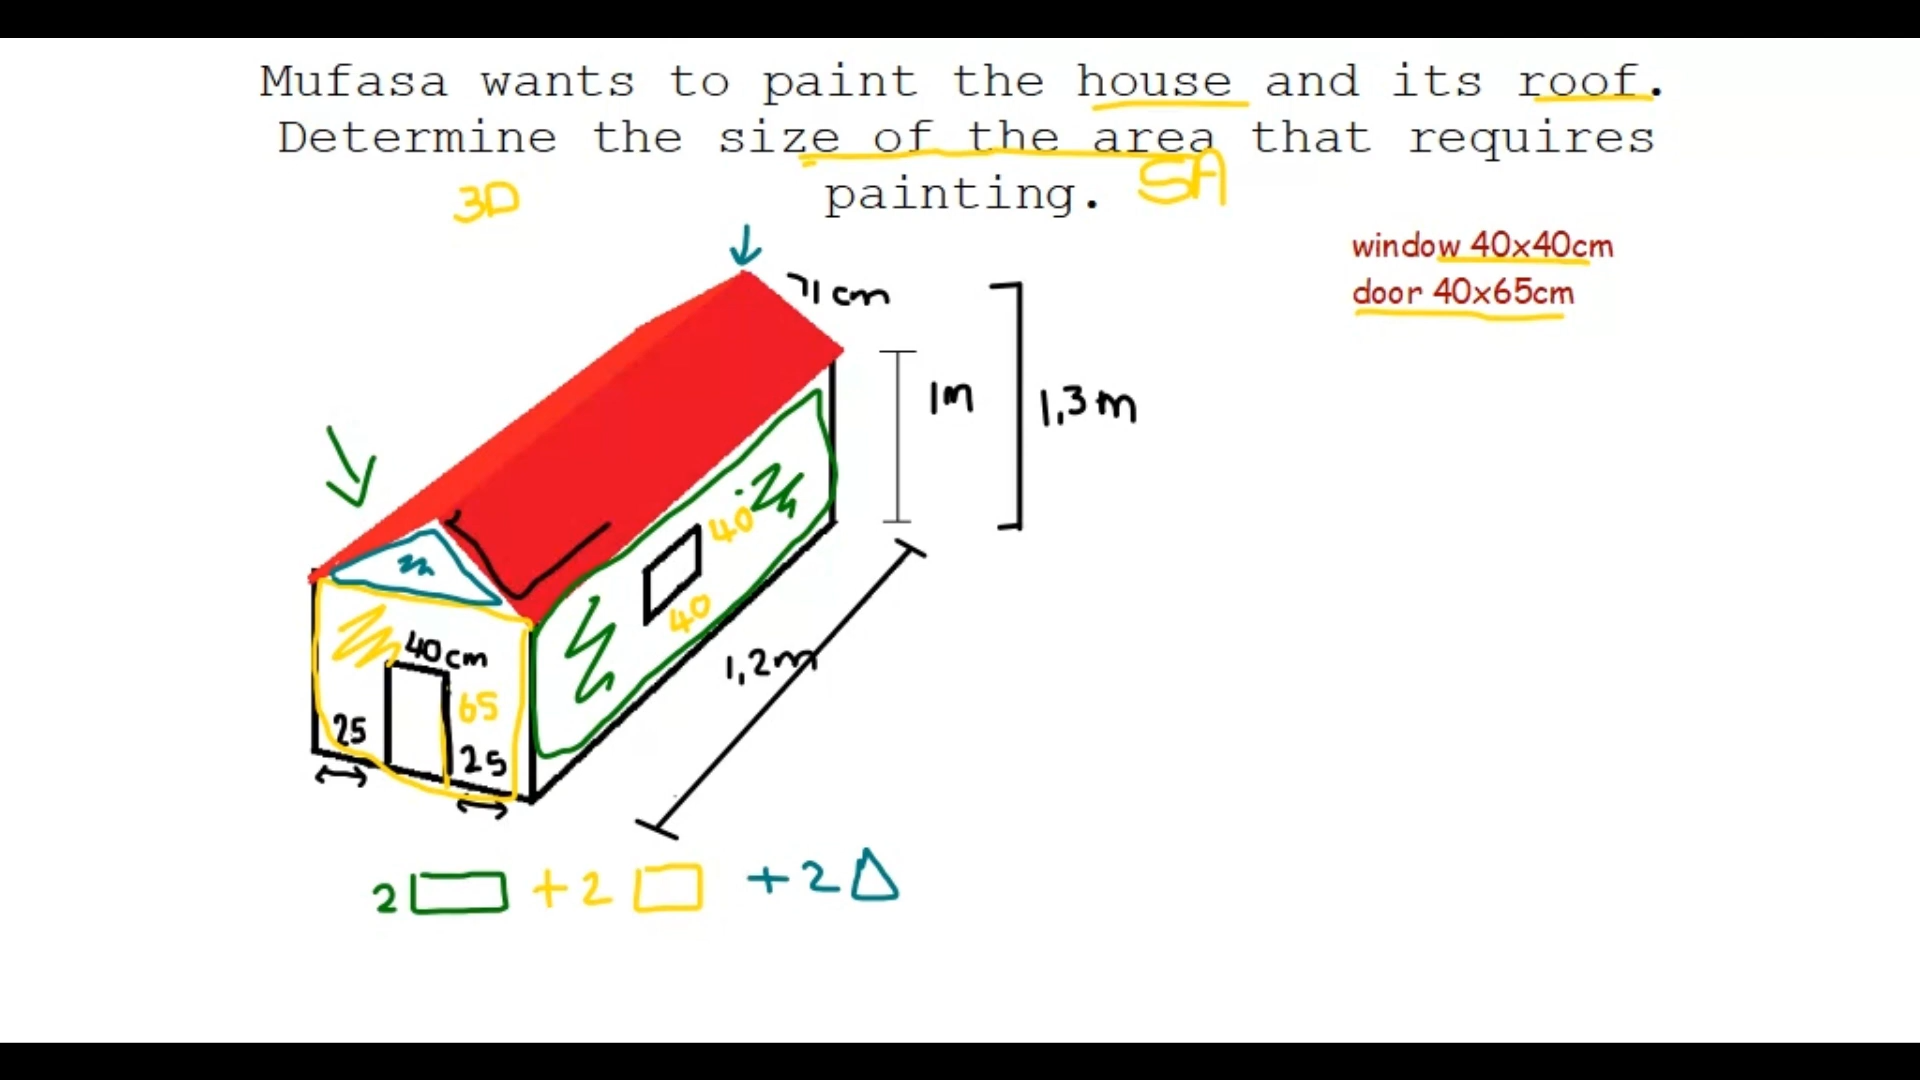 Mufasa wants to paint the house and its roof.
Determine the size of the area that requires
painting.
SA
3D
window 40x40cm
door 40x65cm
71cm
1m
1,3m
40
40
1,2m
40cm
65
25
25
2 + 2 + 2